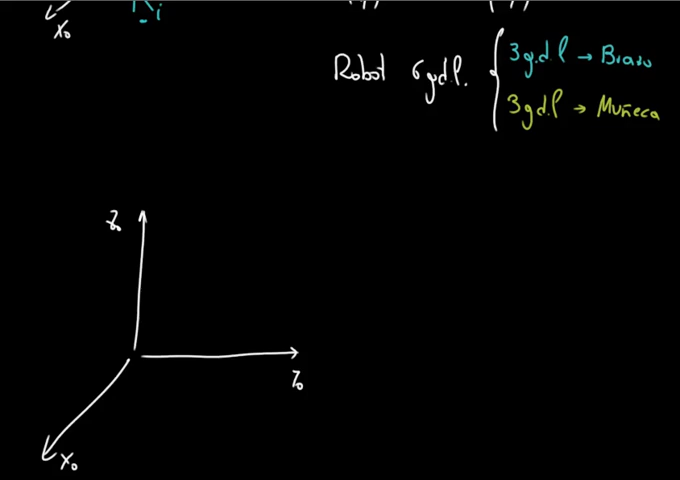 X₀
R i
Robot 6 g.d.l.
3 g.d.l → Brazo
3 g.d.l → Muñeca
z₀
Y₀
X₀